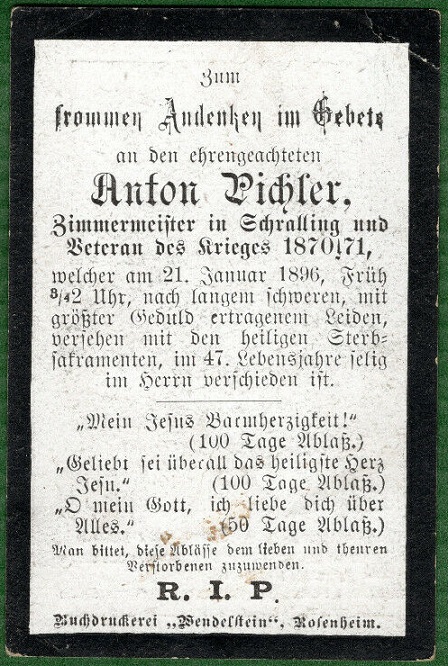 Zum
frommen Andenken im Gebete
an den ehrengeachteten
Anton Pichler,
Zimmermeister in Schralling und
Veteran des Krieges 1870/71,
welcher am 21. Januar 1896, Früh
3/4 2 Uhr, nach langem schweren, mit
größter Geduld ertragenem Leiden,
versehen mit den heiligen Sterb-
sakramenten, im 47. Lebensjahre selig
im Herrn verschieden ist.
„Mein Jesus Barmherzigkeit!“
(100 Tage Ablaß.)
„Geliebt sei überall das heiligste Herz
Jesu.“ (100 Tage Ablaß.)
„O mein Gott, ich liebe dich über
Alles.“ (50 Tage Ablaß.)
Man bittet, diese Ablässe dem lieben und theuren
Verstorbenen zuzuwenden.
R. I. P.
Buchdruckerei „Wendelstein“, Rosenheim.